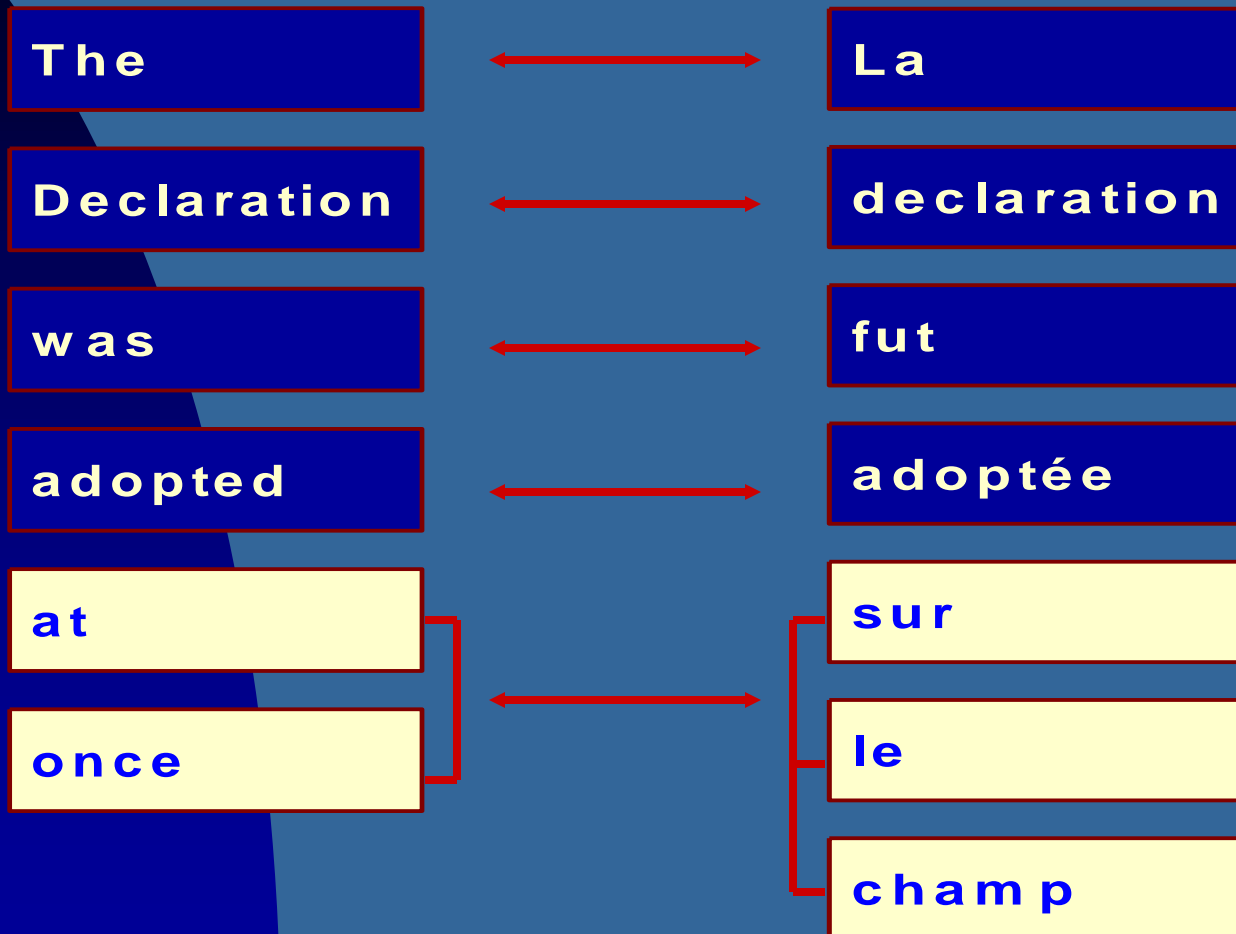 The
La
Declaration
declaration
was
fut
adopted
adoptée
at
sur
once
le
champ